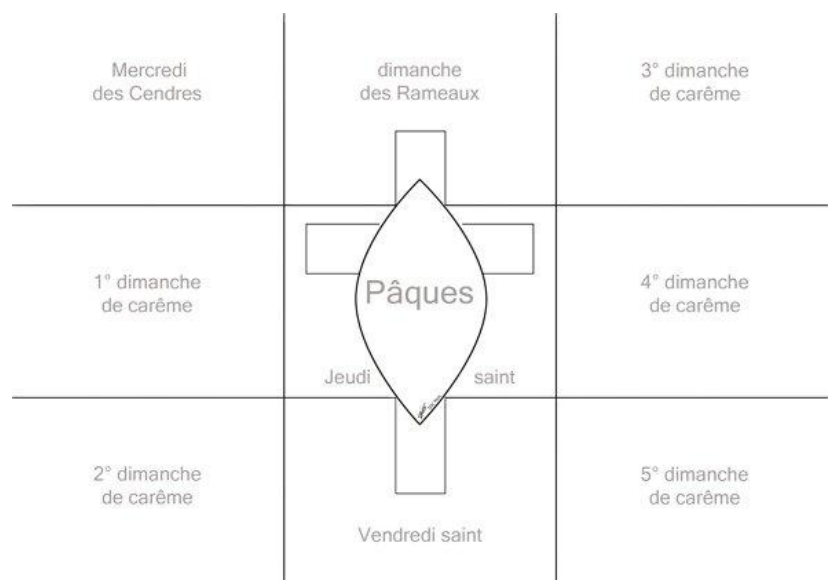 Mercredi
des Cendres
dimanche
des Rameaux
3° dimanche
de carême
1° dimanche
de carême
Pâques
4° dimanche
de carême
Jeudi saint
2° dimanche
de carême
5° dimanche
de carême
Vendredi saint